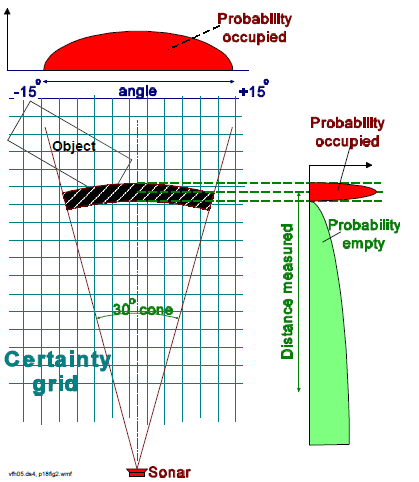 Probability
occupied
-15° angle +15°
Object
Probability
occupied
Probability
empty
Distance measured
30° cone
Certainty
grid
vfh05.ds4, p18fig2.wmf
Sonar